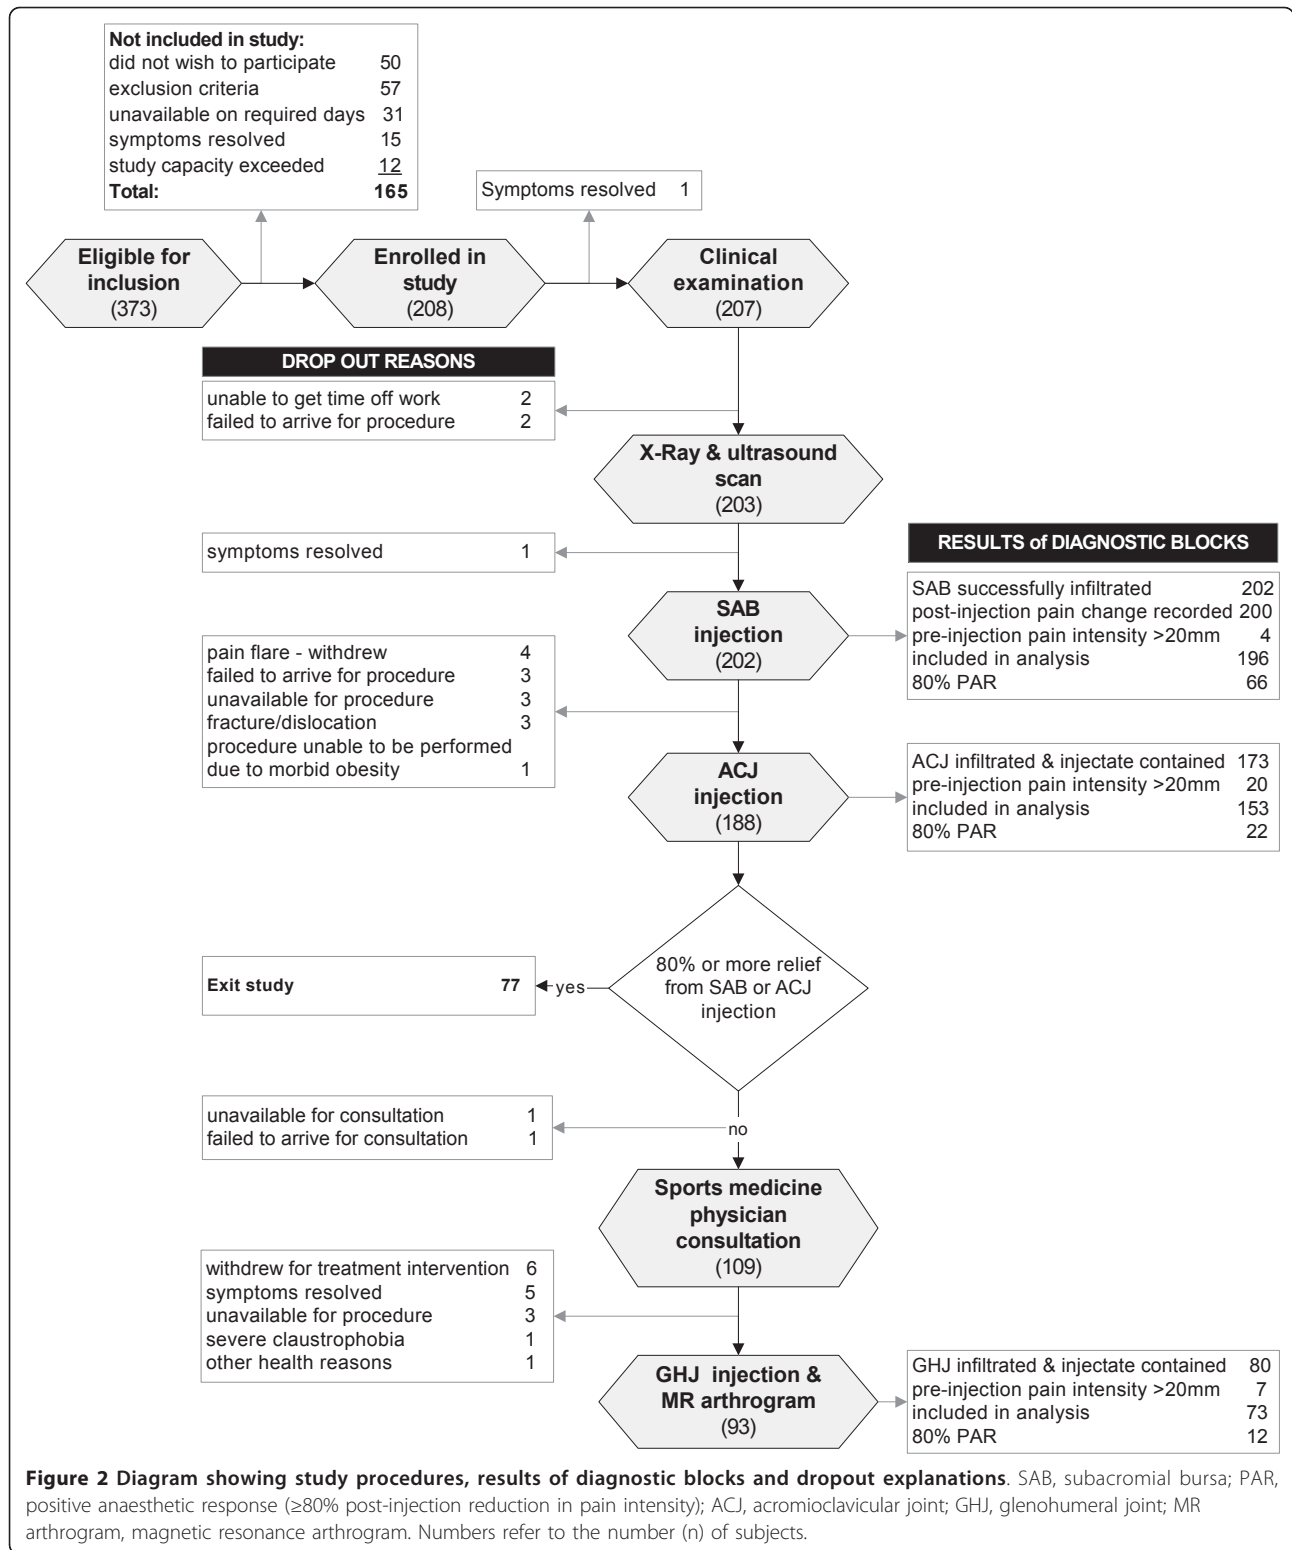 Not included in study:
did not wish to participate 50
exclusion criteria 57
unavailable on required days 31
symptoms resolved 15
study capacity exceeded 12
Total: 165
Symptoms resolved 1
Eligible for
inclusion
(373)
Enrolled in
study
(208)
Clinical
examination
(207)
DROP OUT REASONS
unable to get time off work 2
failed to arrive for procedure 2
X-Ray & ultrasound
scan
(203)
symptoms resolved 1
RESULTS of DIAGNOSTIC BLOCKS
SAB
injection
(202)
SAB successfully infiltrated 202
post-injection pain change recorded 200
pre-injection pain intensity >20mm 4
included in analysis 196
80% PAR 66
pain flare - withdrew 4
failed to arrive for procedure 3
unavailable for procedure 3
fracture/dislocation 3
procedure unable to be performed
due to morbid obesity 1
ACJ
injection
(188)
ACJ infiltrated & injectate contained 173
pre-injection pain intensity >20mm 20
included in analysis 153
80% PAR 22
80% or more relief
from SAB or ACJ
injection
yes
Exit study 77
no
unavailable for consultation 1
failed to arrive for consultation 1
Sports medicine
physician
consultation
(109)
withdrew for treatment intervention 6
symptoms resolved 5
unavailable for procedure 3
severe claustrophobia 1
other health reasons 1
GHJ injection &
MR arthrogram
(93)
GHJ infiltrated & injectate contained 80
pre-injection pain intensity >20mm 7
included in analysis 73
80% PAR 12
Figure 2 Diagram showing study procedures, results of diagnostic blocks and dropout explanations. SAB, subacromial bursa; PAR,
positive anaesthetic response (≥80% post-injection reduction in pain intensity); ACJ, acromioclavicular joint; GHJ, glenohumeral joint; MR
arthrogram, magnetic resonance arthrogram. Numbers refer to the number (n) of subjects.